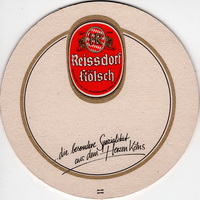 Reissdorf
Kölsch
...die besondere Spezialität
aus dem Herzen Kölns